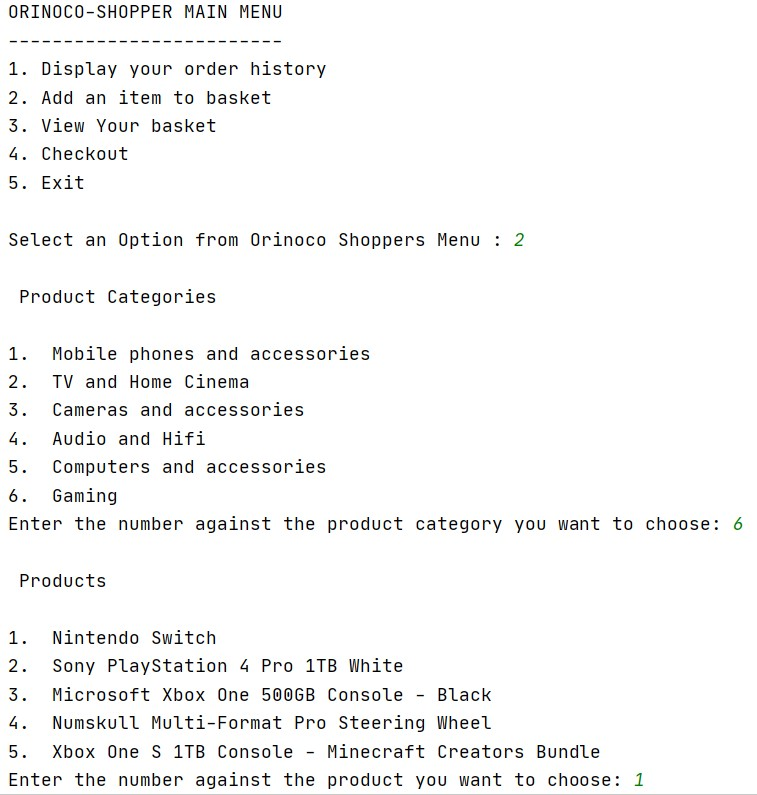 ORINOCO-SHOPPER MAIN MENU
-------------------------
1. Display your order history
2. Add an item to basket
3. View Your basket
4. Checkout
5. Exit
Select an Option from Orinoco Shoppers Menu : 2
Product Categories
1.  Mobile phones and accessories
2.  TV and Home Cinema
3.  Cameras and accessories
4.  Audio and Hifi
5.  Computers and accessories
6.  Gaming
Enter the number against the product category you want to choose: 6
Products
1.  Nintendo Switch
2.  Sony PlayStation 4 Pro 1TB White
3.  Microsoft Xbox One 500GB Console - Black
4.  Numskull Multi-Format Pro Steering Wheel
5.  Xbox One S 1TB Console - Minecraft Creators Bundle
Enter the number against the product you want to choose: 1